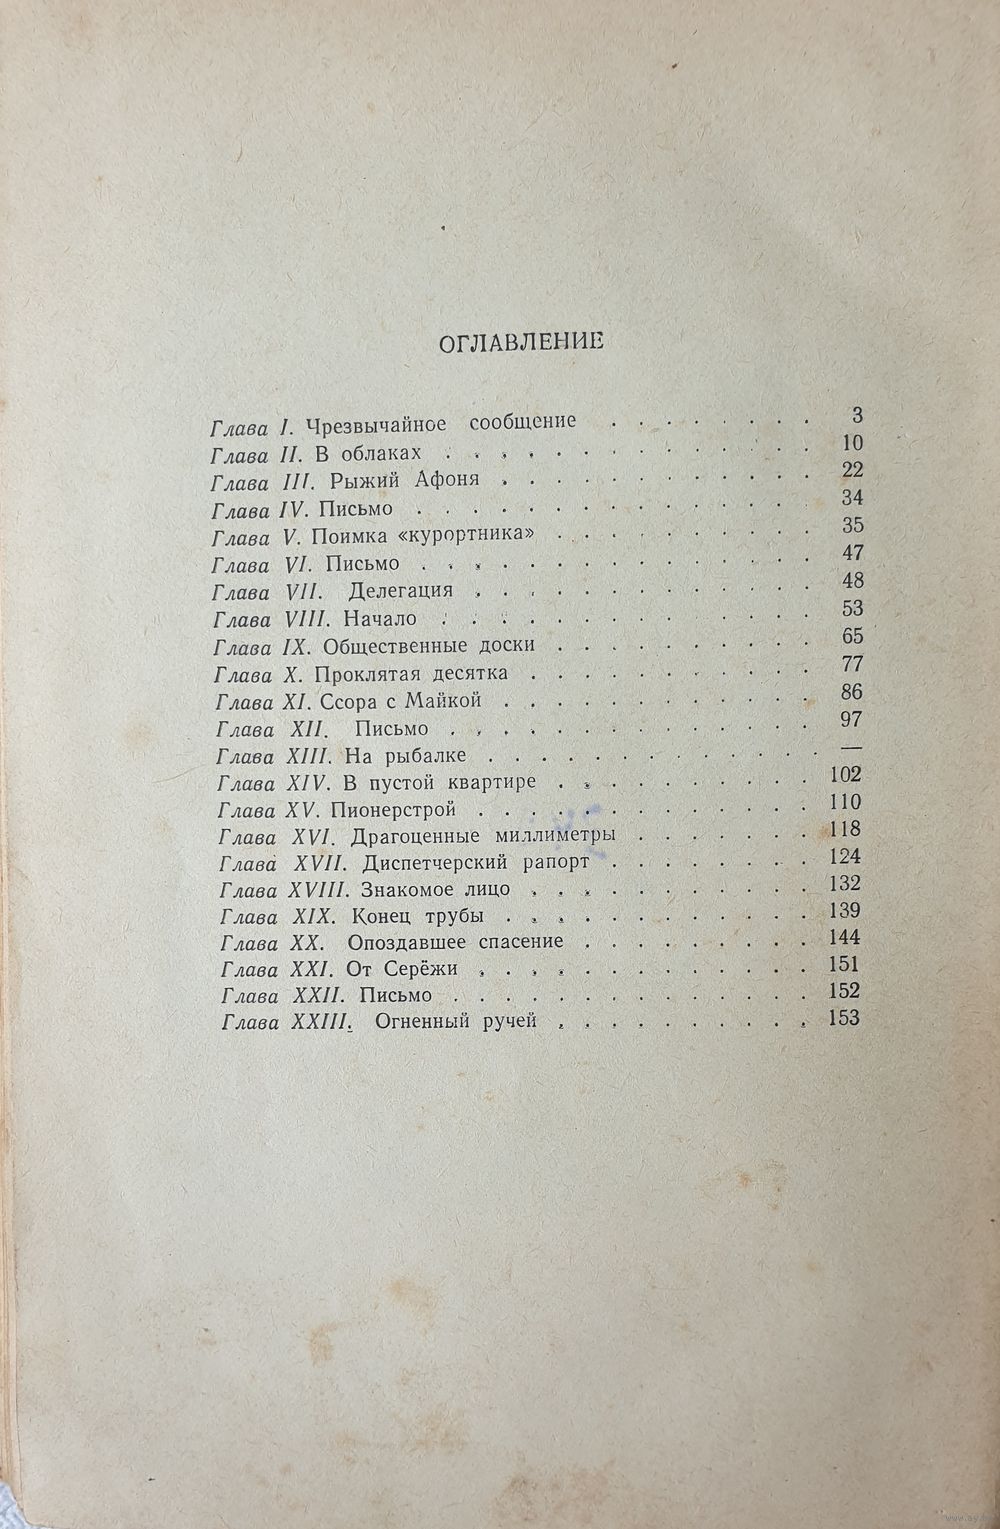 ОГЛАВЛЕНИЕ
Глава I. Чрезвычайное сообщение . . . . . . . . 3
Глава II. В облаках . . . . . . . . . . . . . . 10
Глава III. Рыжий Афоня . . . . . . . . . . . . 22
Глава IV. Письмо . . . . . . . . . . . . . . . 34
Глава V. Поимка «курортника» . . . . . . . . . . 35
Глава VI. Письмо . . . . . . . . . . . . . . . 47
Глава VII. Делегация . . . . . . . . . . . . . 48
Глава VIII. Начало . . . . . . . . . . . . . . 53
Глава IX. Общественные доски . . . . . . . . . . 65
Глава X. Проклятая десятка . . . . . . . . . . . 77
Глава XI. Ссора с Майкой . . . . . . . . . . . . 86
Глава XII. Письмо . . . . . . . . . . . . . . 97
Глава XIII. На рыбалке . . . . . . . . . . . . . —
Глава XIV. В пустой квартире . . . . . . . . . . 102
Глава XV. Пионерстрой . . . . . . . . . . . . . 110
Глава XVI. Драгоценные миллиметры . . . . . . . 118
Глава XVII. Диспетчерский рапорт . . . . . . . . 124
Глава XVIII. Знакомое лицо . . . . . . . . . . . 132
Глава XIX. Конец трубы . . . . . . . . . . . . 139
Глава XX. Опоздавшее спасение . . . . . . . . . 144
Глава XXI. От Серёжи . . . . . . . . . . . . . 151
Глава XXII. Письмо . . . . . . . . . . . . . . 152
Глава XXIII. Огненный ручей . . . . . . . . . . 153